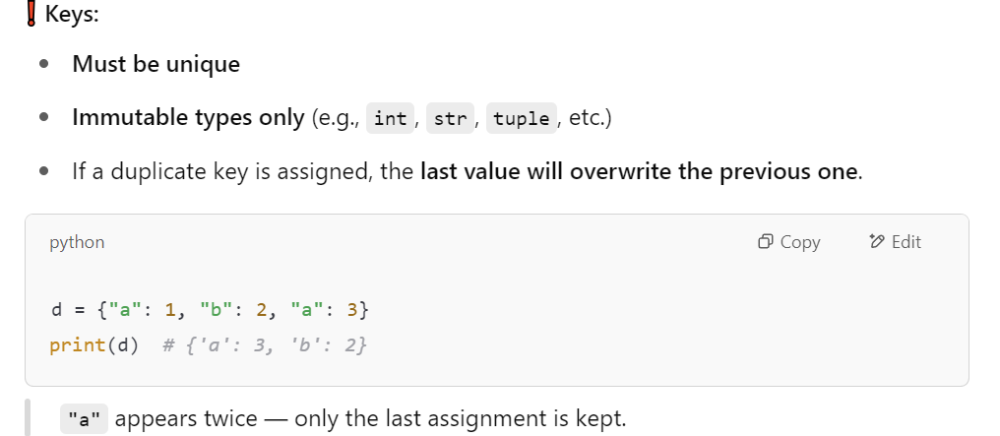 ❗ Keys:
• Must be unique
• Immutable types only (e.g., int, str, tuple, etc.)
• If a duplicate key is assigned, the last value will overwrite the previous one.
python Copy Edit
d = {"a": 1, "b": 2, "a": 3}
print(d)  # {'a': 3, 'b': 2}
"a" appears twice — only the last assignment is kept.